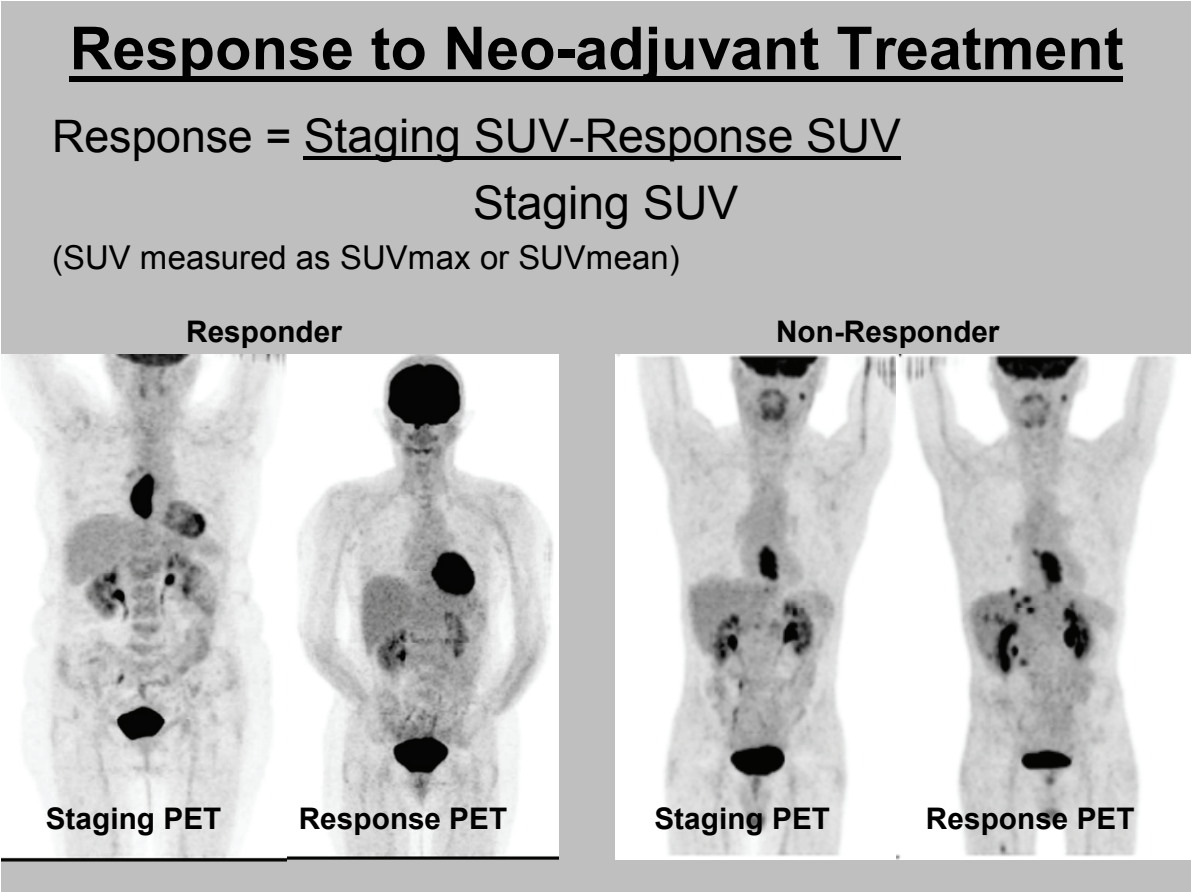 Response to Neo-adjuvant Treatment
Response = Staging SUV-Response SUV
Staging SUV
(SUV measured as SUVmax or SUVmean)
Responder
Non-Responder
Staging PET
Response PET
Staging PET
Response PET